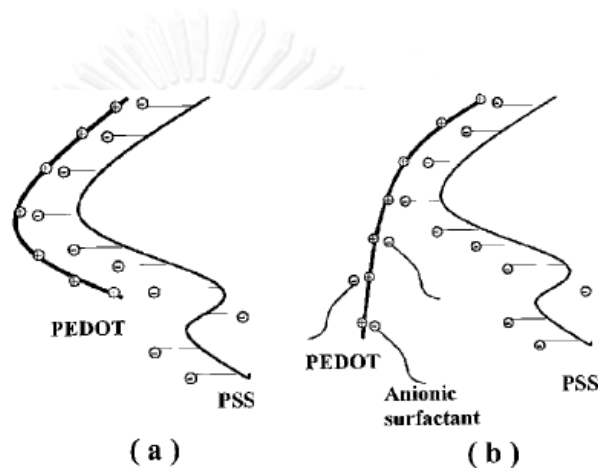 PEDOT
PSS
( a )
PEDOT
Anionic
surfactant
PSS
( b )